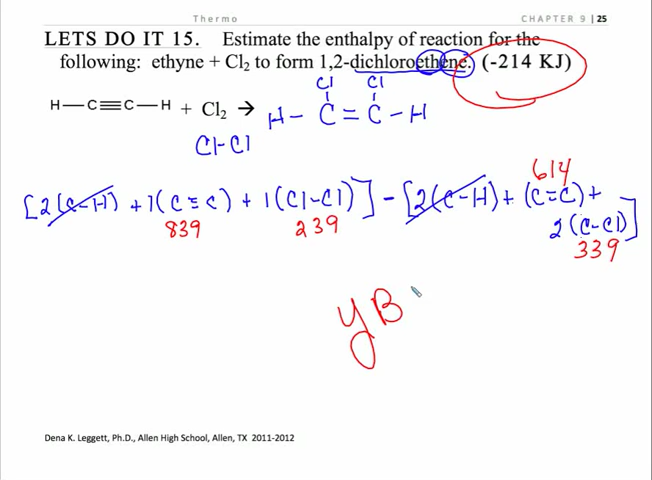 Thermo CHAPTER 9 | 25
LETS DO IT 15. Estimate the enthalpy of reaction for the
following: ethyne + Cl2 to form 1,2-dichloroethene. (-214 KJ)
Cl Cl
H—C≡C—H + Cl2 → H - C = C - H
Cl-Cl
614
[2(C-H) + 1(C≡C) + 1(Cl-Cl)] - [2(C-H) + (C=C) +
839 239 2(C-Cl)]
339
YB
Dena K. Leggett, Ph.D., Allen High School, Allen, TX 2011-2012